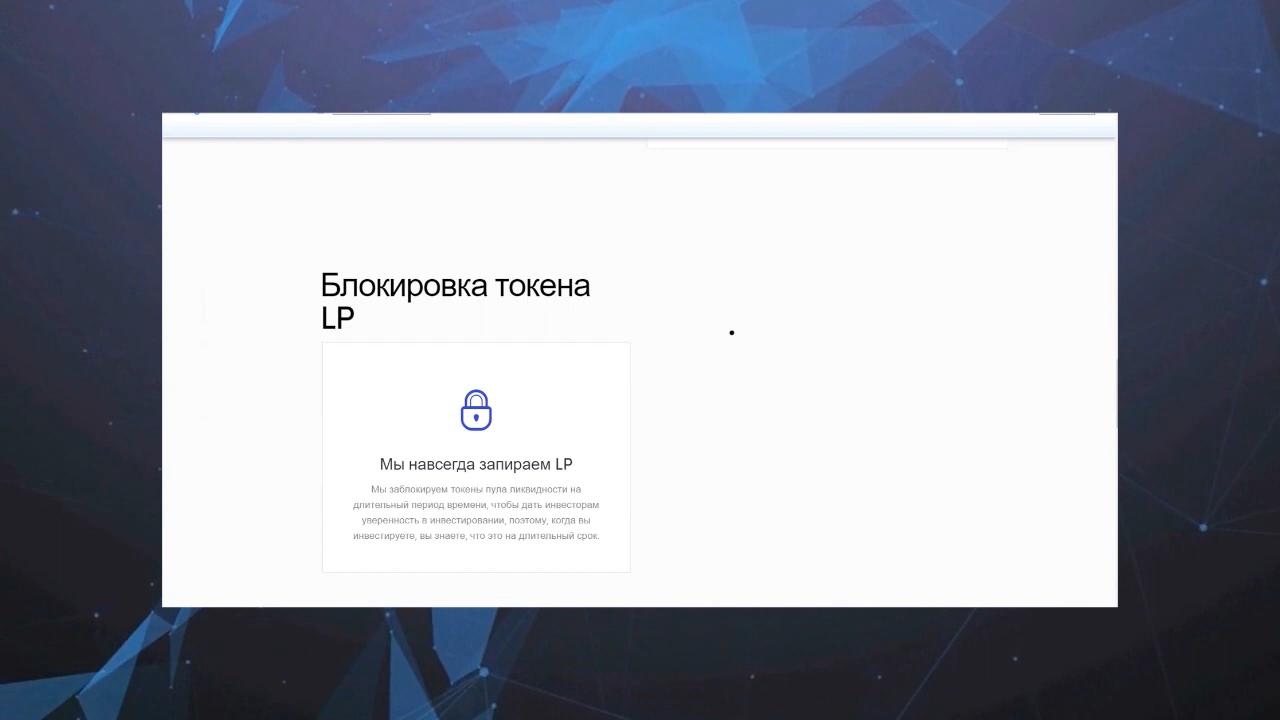 Блокировка токена
LP
Мы навсегда запираем LP
Мы заблокируем токены пула ликвидности на
длительный период времени, чтобы дать инвесторам
уверенность в инвестировании, поэтому, когда вы
инвестируете, вы знаете, что это на длительный срок.